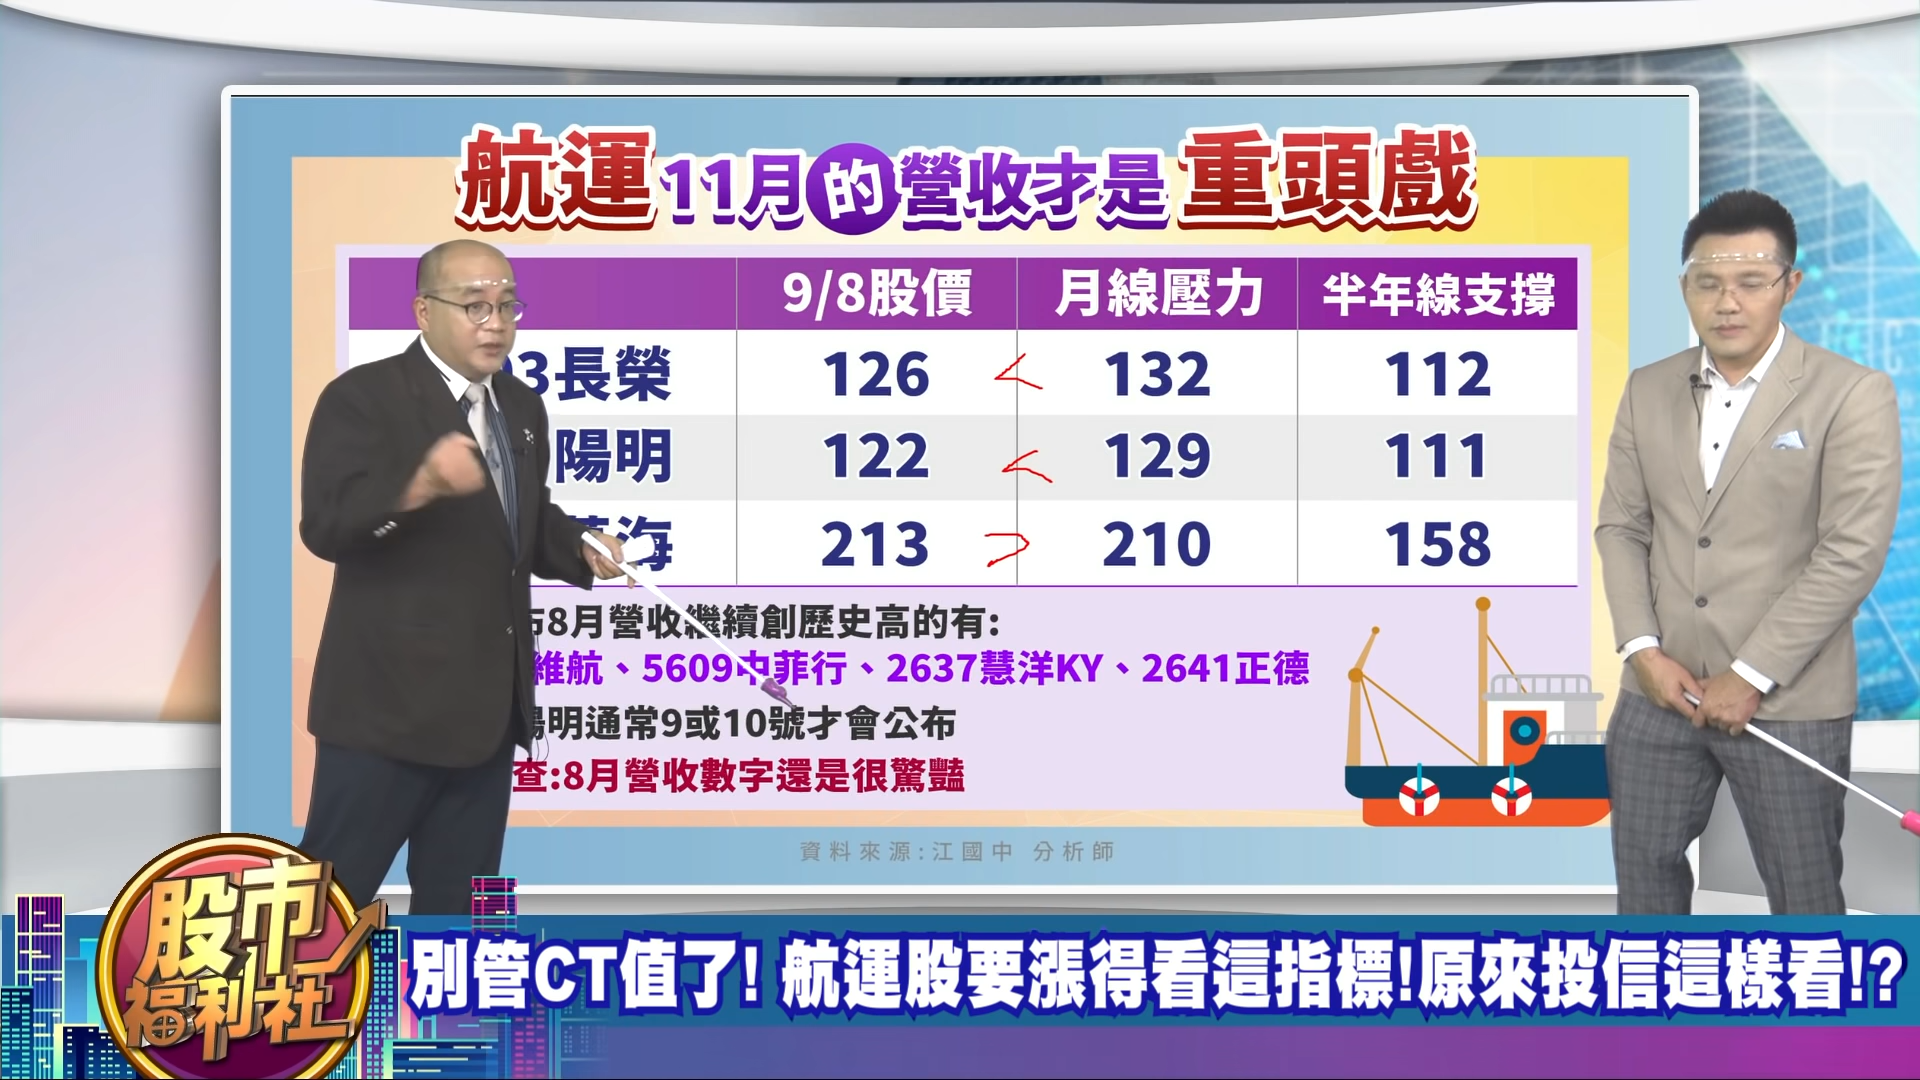 航運11月的營收才是重頭戲
9/8股價 月線壓力 半年線支撐
3長榮 126 < 132 112
陽明 122 < 129 111
海 213 > 210 158
8月營收繼續創歷史高的有:
維航、5609中菲行、2637慧洋KY、2641正德
陽明通常9或10號才會公布
查:8月營收數字還是很驚豔
資料來源:江國中 分析師
股市
福利社
別管CT值了! 航運股要漲得看這指標!原來投信這樣看!?